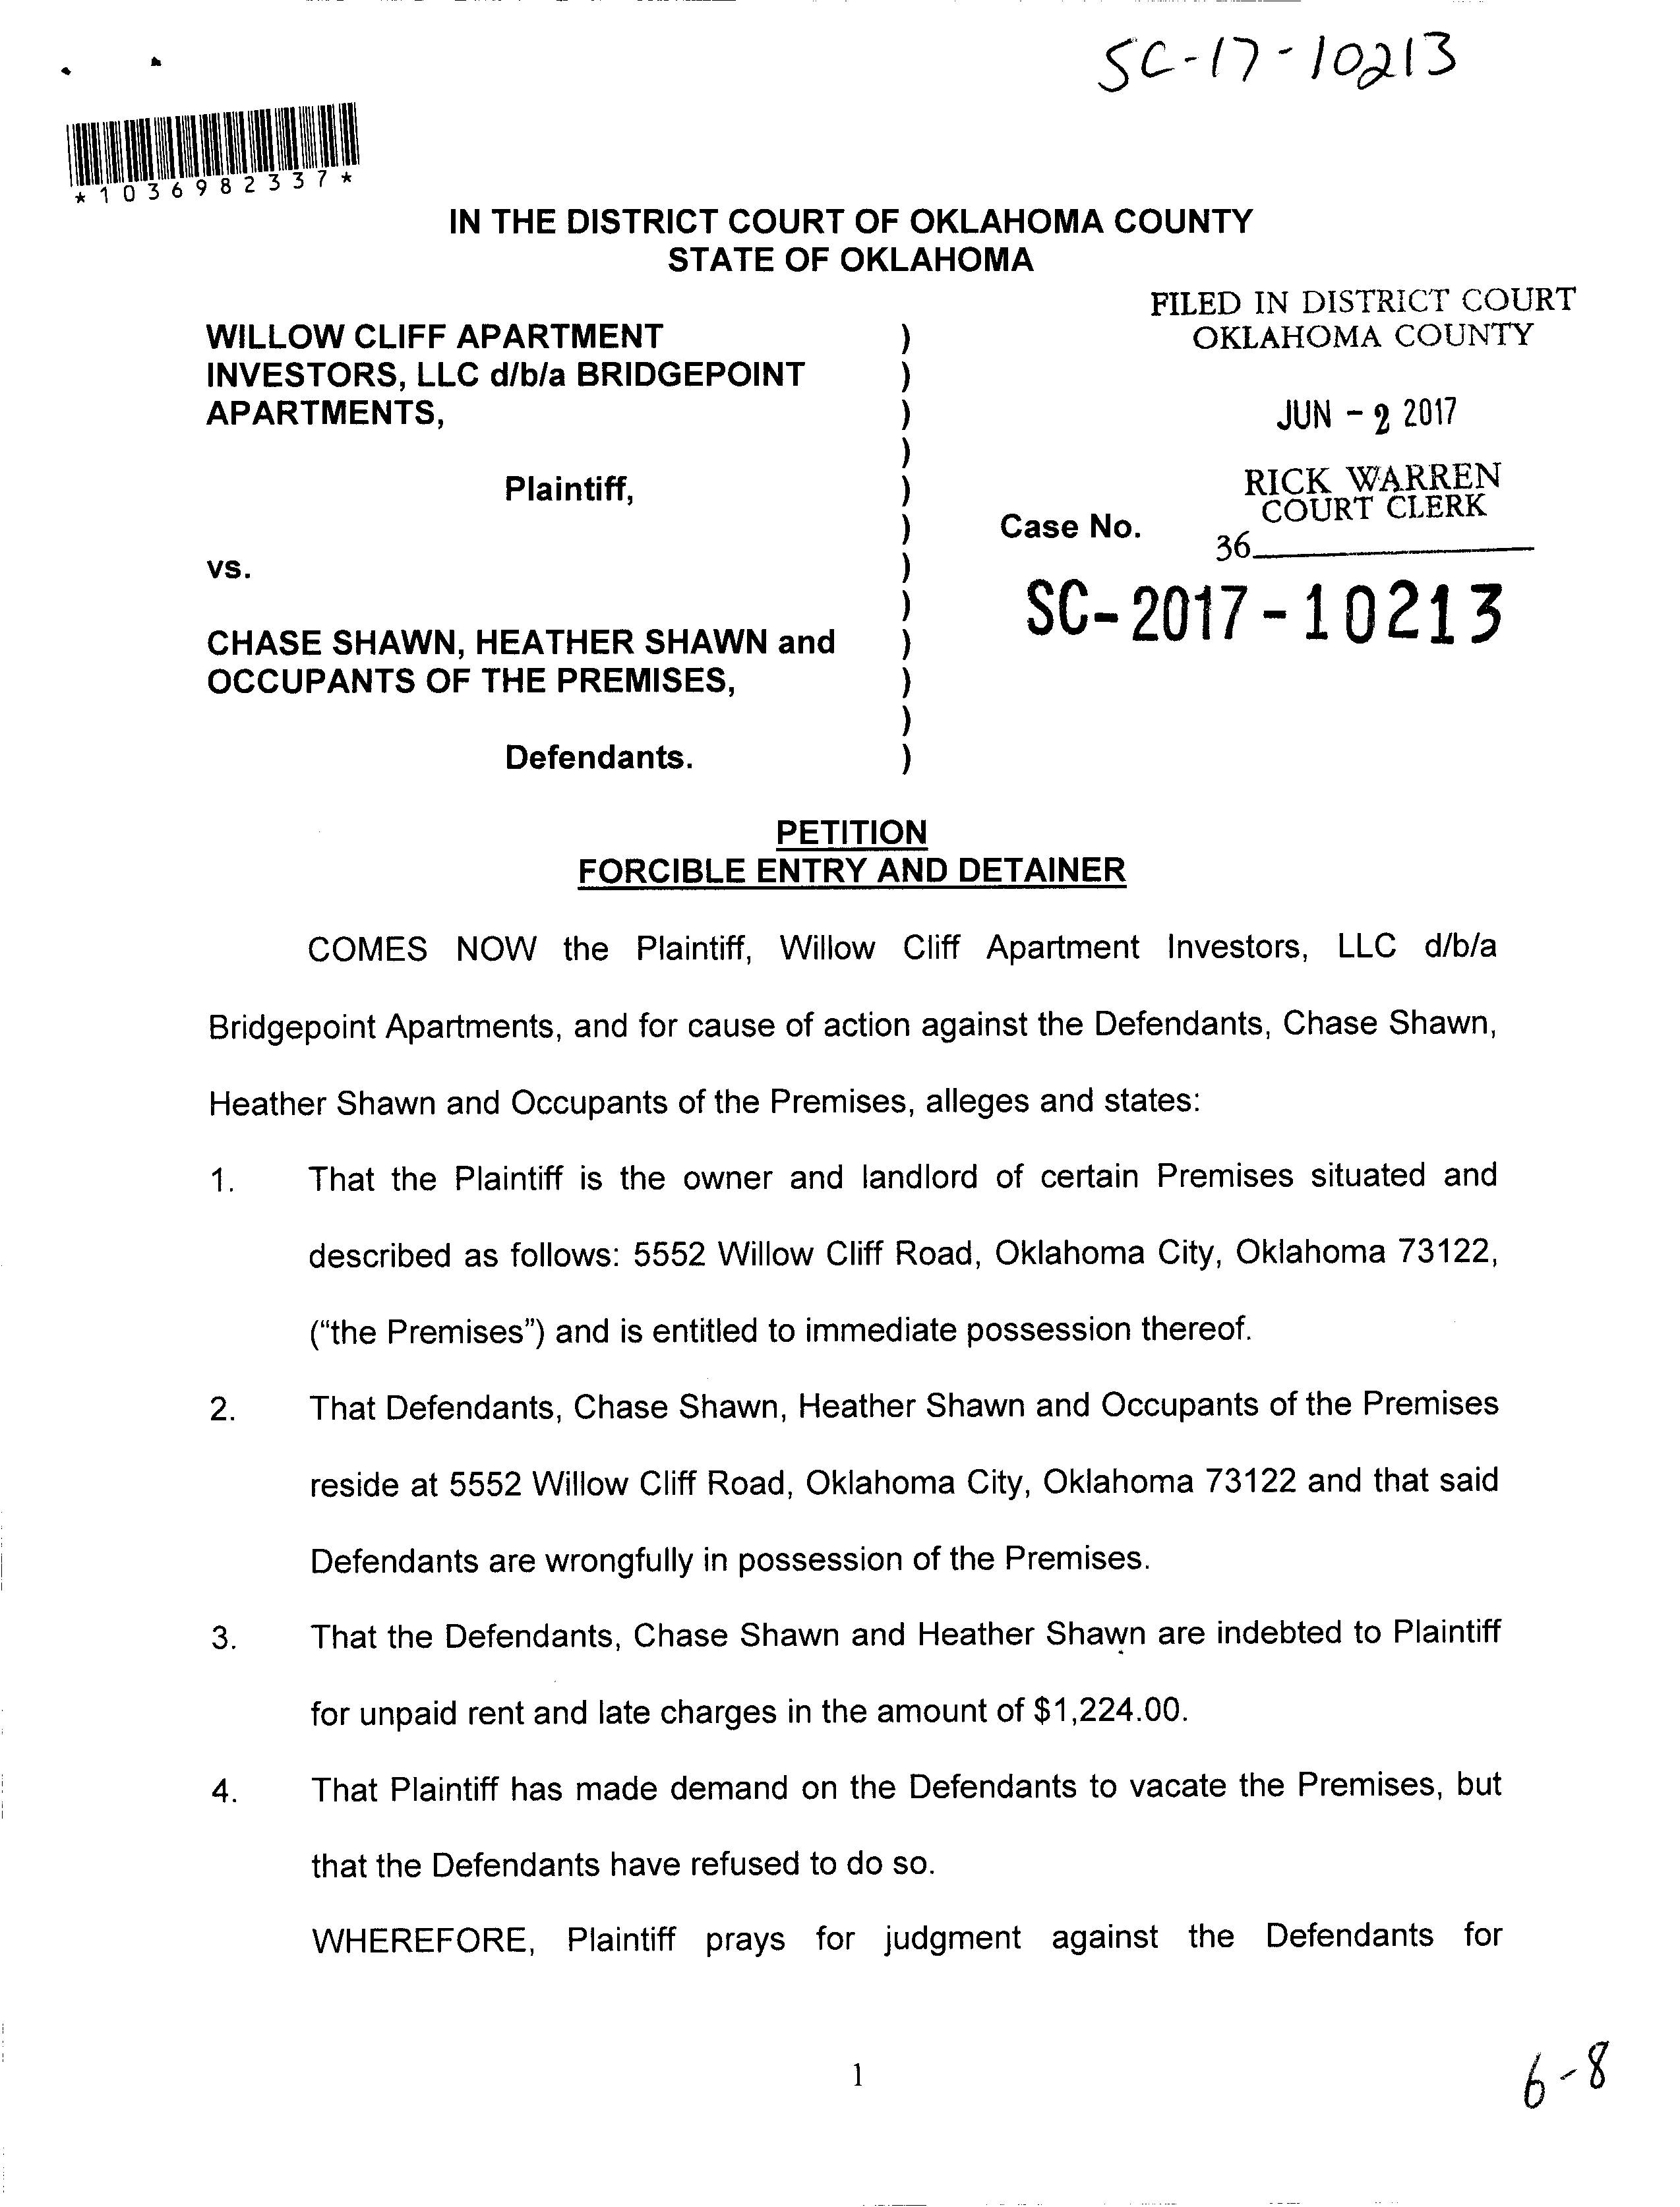 SC-17-10213
*1036982337*
IN THE DISTRICT COURT OF OKLAHOMA COUNTY
STATE OF OKLAHOMA
FILED IN DISTRICT COURT
OKLAHOMA COUNTY
JUN - 2 2017
RICK WARREN
COURT CLERK
36
WILLOW CLIFF APARTMENT )
INVESTORS, LLC d/b/a BRIDGEPOINT )
APARTMENTS, )
)
Plaintiff, )
) Case No.
vs. )
) SC-2017-10213
CHASE SHAWN, HEATHER SHAWN and )
OCCUPANTS OF THE PREMISES, )
)
Defendants. )
PETITION
FORCIBLE ENTRY AND DETAINER
COMES NOW the Plaintiff, Willow Cliff Apartment Investors, LLC d/b/a
Bridgepoint Apartments, and for cause of action against the Defendants, Chase Shawn,
Heather Shawn and Occupants of the Premises, alleges and states:
1. That the Plaintiff is the owner and landlord of certain Premises situated and
described as follows: 5552 Willow Cliff Road, Oklahoma City, Oklahoma 73122,
(“the Premises”) and is entitled to immediate possession thereof.
2. That Defendants, Chase Shawn, Heather Shawn and Occupants of the Premises
reside at 5552 Willow Cliff Road, Oklahoma City, Oklahoma 73122 and that said
Defendants are wrongfully in possession of the Premises.
3. That the Defendants, Chase Shawn and Heather Shawn are indebted to Plaintiff
for unpaid rent and late charges in the amount of $1,224.00.
4. That Plaintiff has made demand on the Defendants to vacate the Premises, but
that the Defendants have refused to do so.
WHEREFORE, Plaintiff prays for judgment against the Defendants for
1
6-8